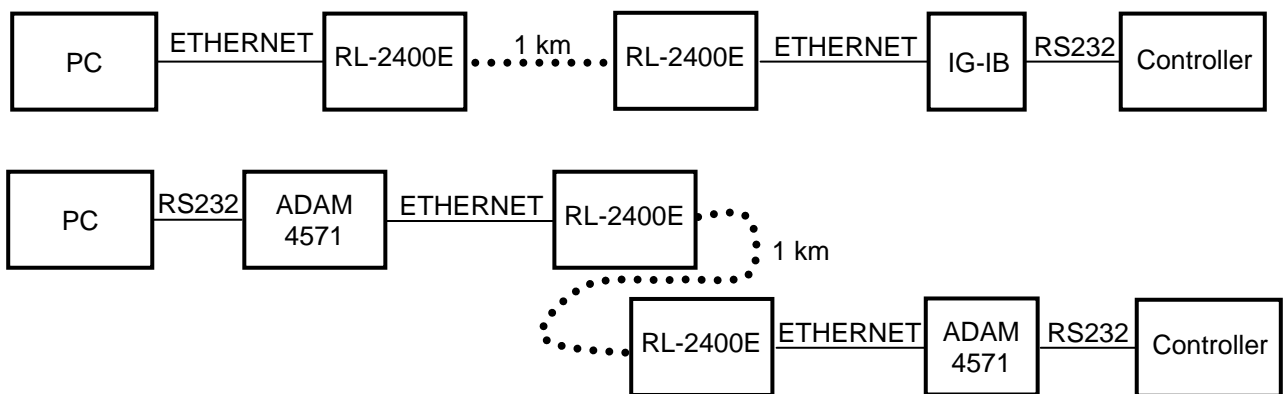 PC
ETHERNET
RL-2400E
1 km
RL-2400E
ETHERNET
IG-IB
RS232
Controller
PC
RS232
ADAM
4571
ETHERNET
RL-2400E
1 km
RL-2400E
ETHERNET
ADAM
4571
RS232
Controller